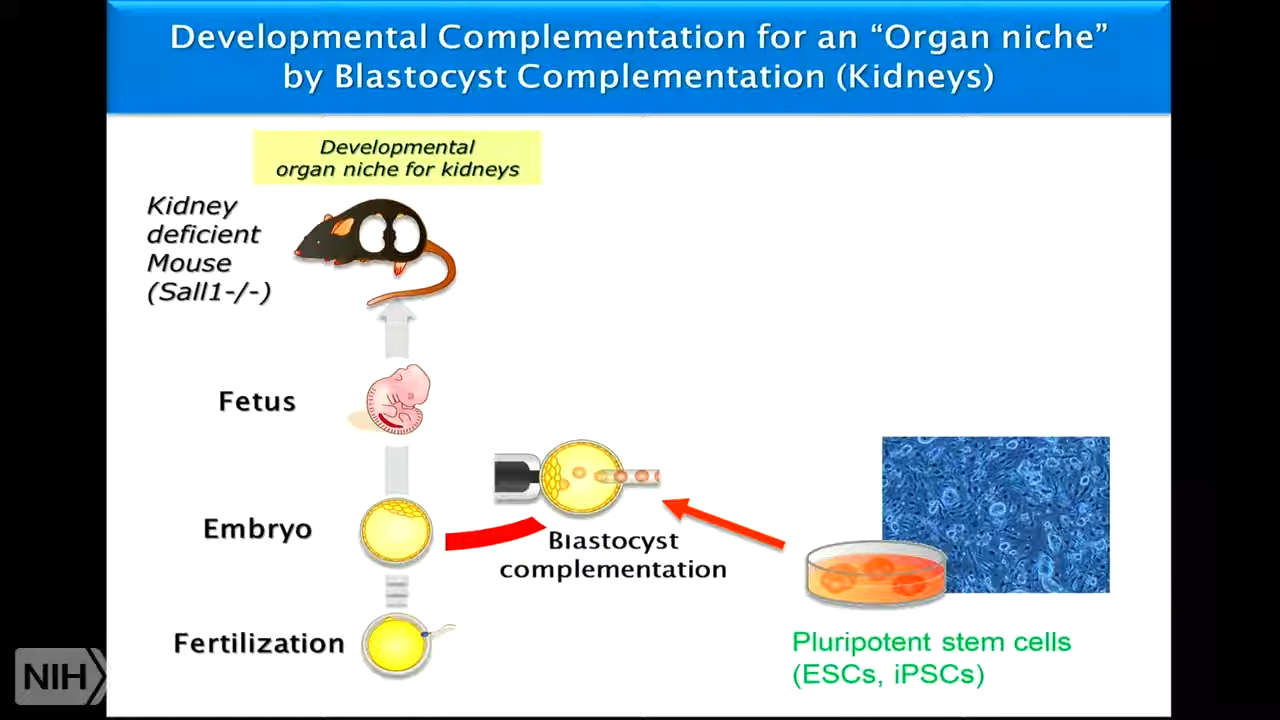 Developmental Complementation for an “Organ niche”
by Blastocyst Complementation (Kidneys)
Developmental
organ niche for kidneys
Kidney
deficient
Mouse
(Sall1-/-)
Fetus
Embryo
Blastocyst
complementation
Fertilization
Pluripotent stem cells
(ESCs, iPSCs)
NIH